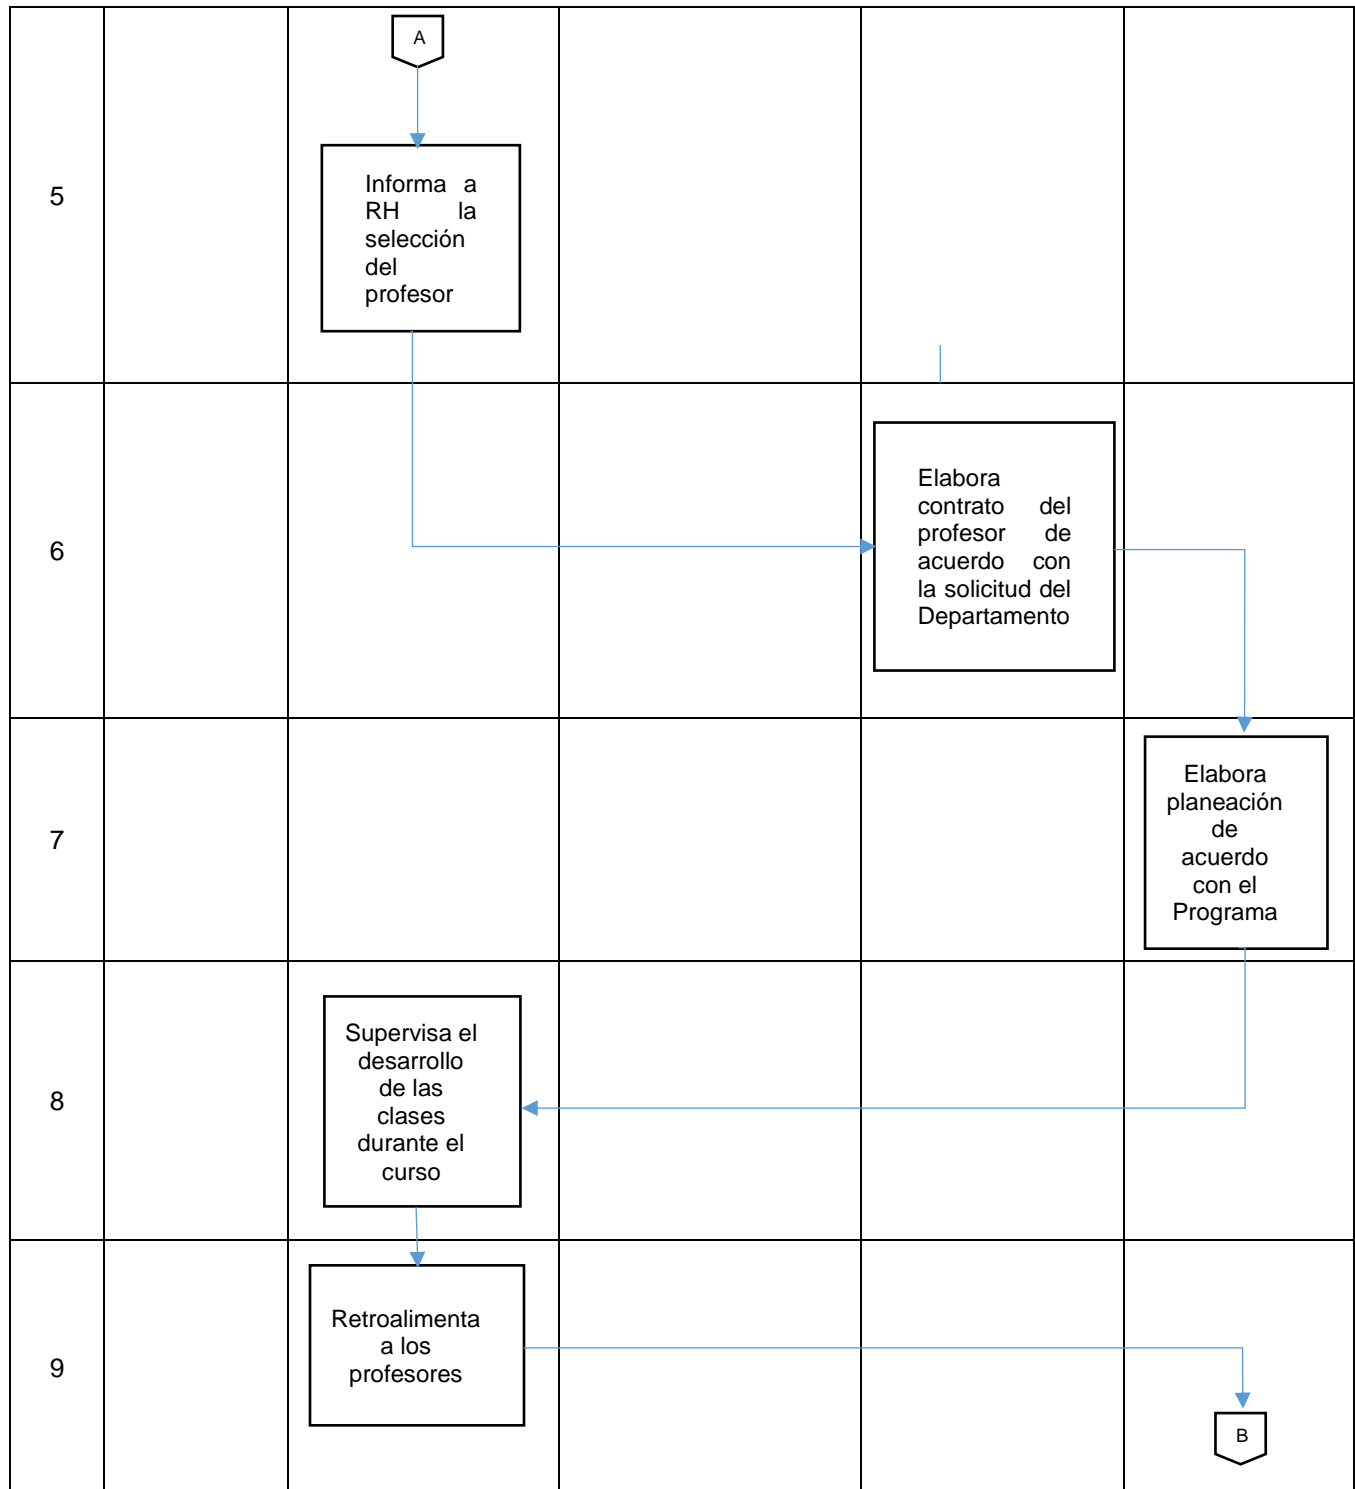 A
5
Informa a
RH la
selección
del
profesor
6
Elabora
contrato del
profesor de
acuerdo con
la solicitud del
Departamento
7
Elabora
planeación
de
acuerdo
con el
Programa
8
Supervisa el
desarrollo
de las
clases
durante el
curso
9
Retroalimenta
a los
profesores
B